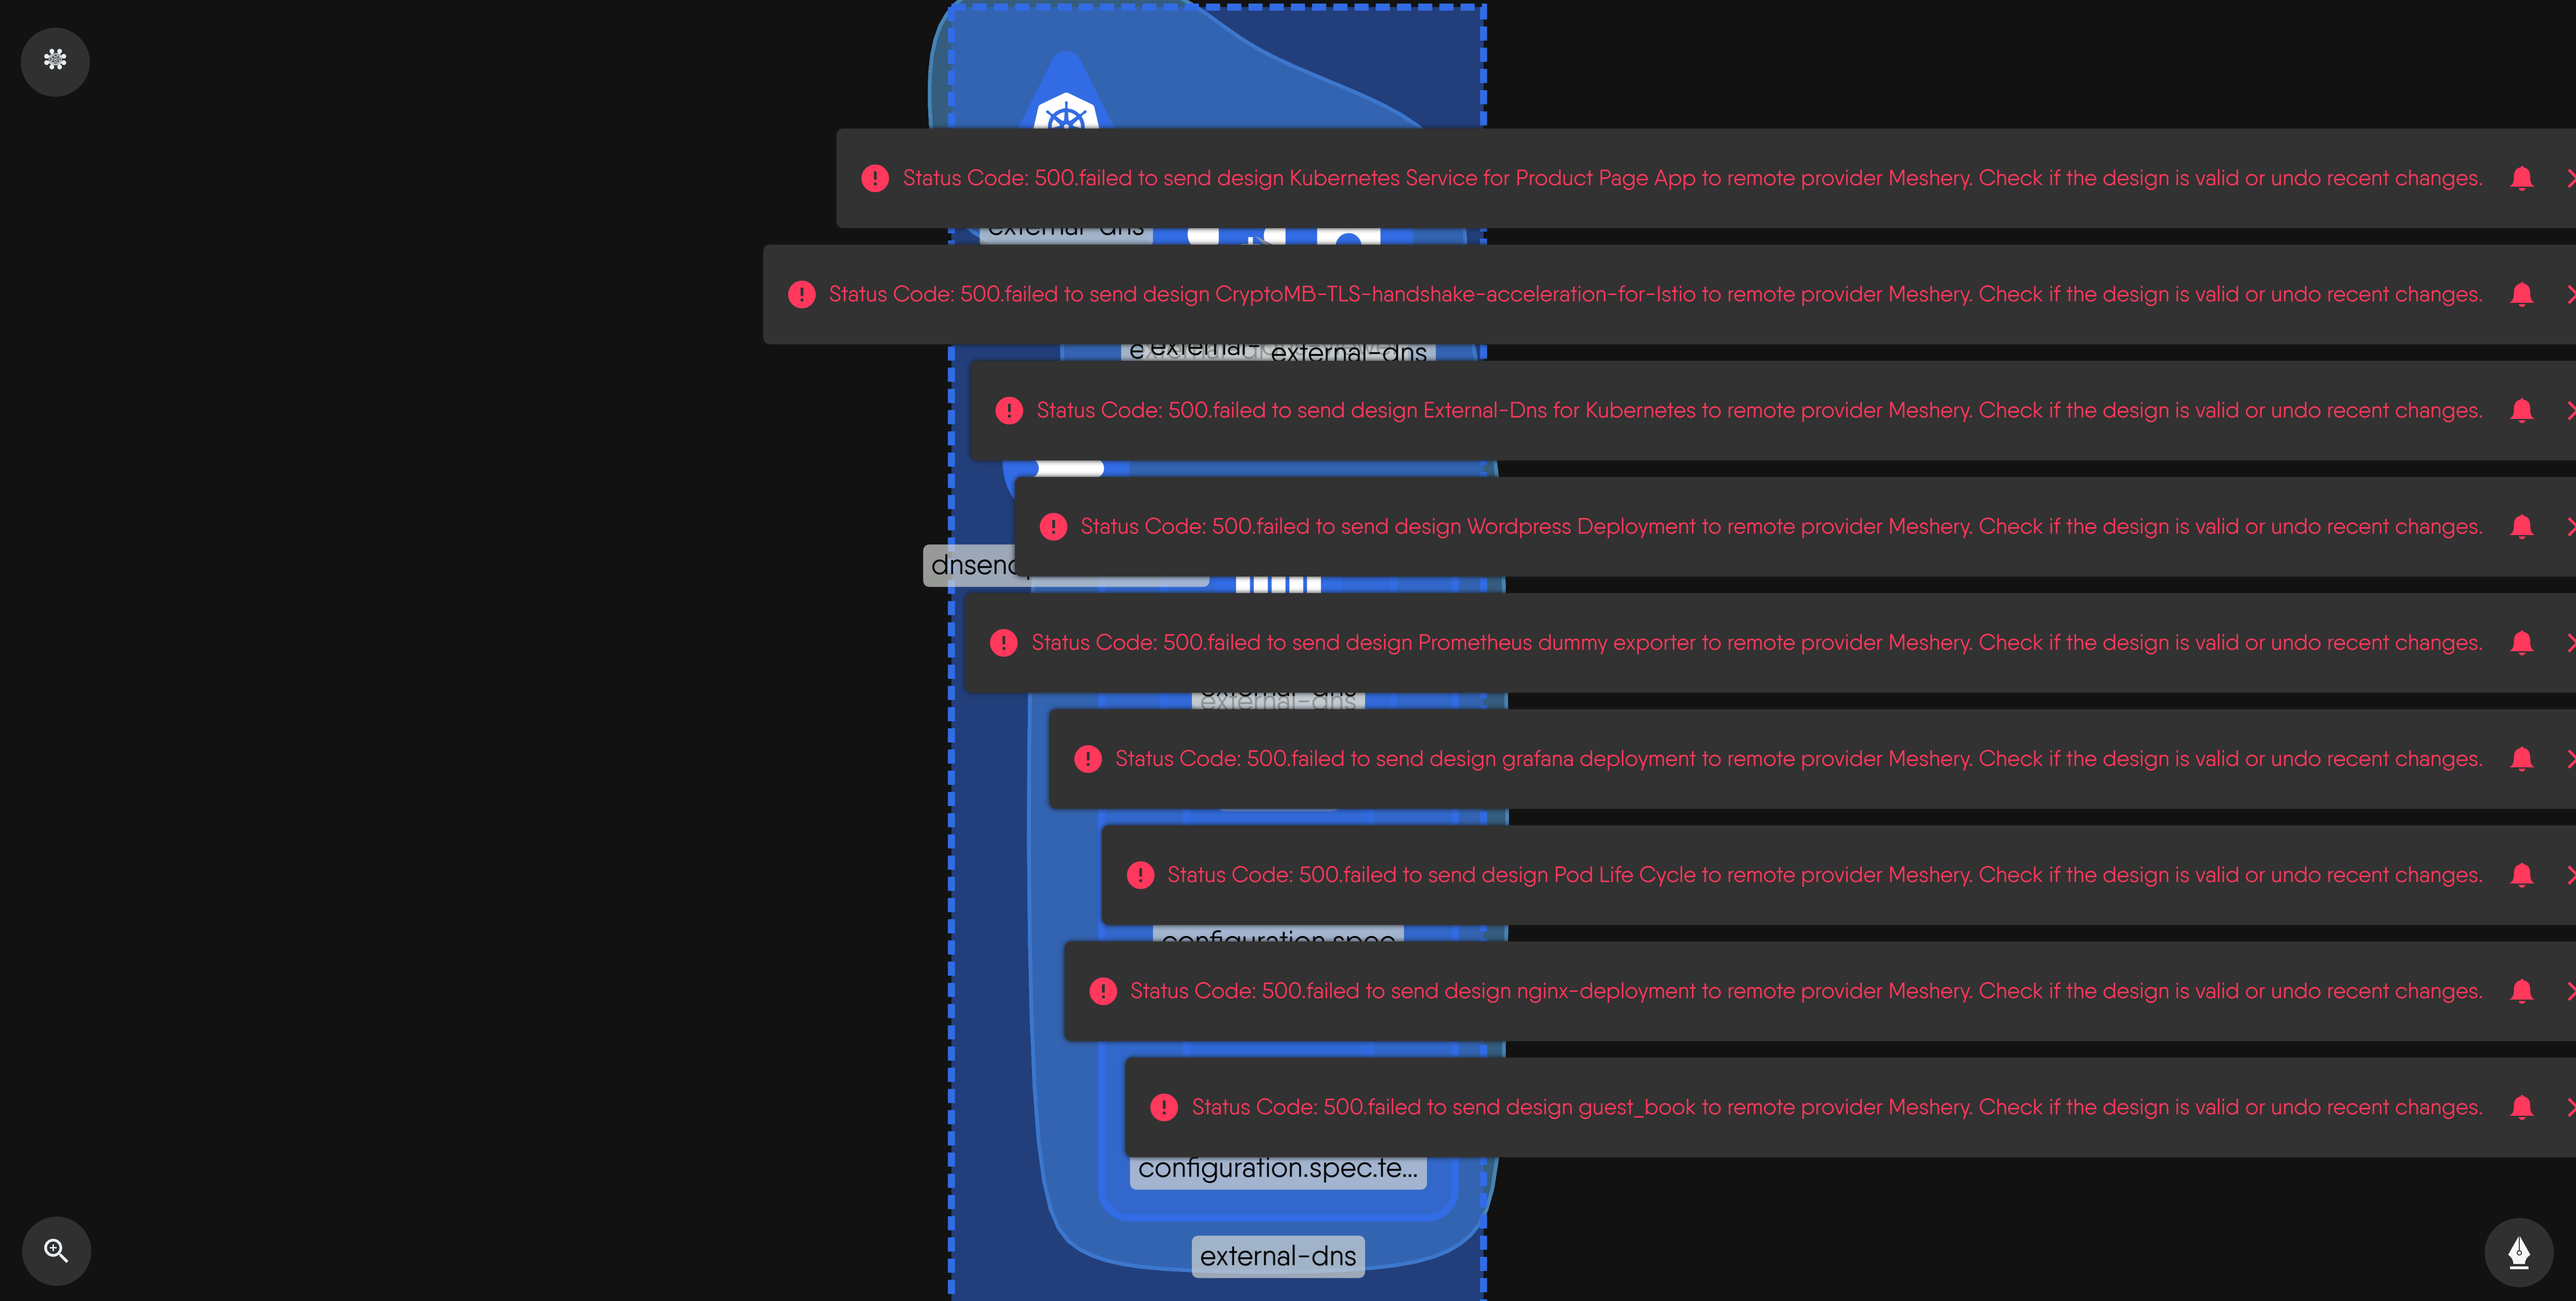 Status Code: 500.failed to send design Kubernetes Service for Product Page App to remote provider Meshery. Check if the design is valid or undo recent changes.
external-dns
Status Code: 500.failed to send design CryptoMB-TLS-handshake-acceleration-for-Istio to remote provider Meshery. Check if the design is valid or undo recent changes.
external-
external-dns
Status Code: 500.failed to send design External-Dns for Kubernetes to remote provider Meshery. Check if the design is valid or undo recent changes.
Status Code: 500.failed to send design Wordpress Deployment to remote provider Meshery. Check if the design is valid or undo recent changes.
Status Code: 500.failed to send design Prometheus dummy exporter to remote provider Meshery. Check if the design is valid or undo recent changes.
external-dns
external-dns
Status Code: 500.failed to send design grafana deployment to remote provider Meshery. Check if the design is valid or undo recent changes.
Status Code: 500.failed to send design Pod Life Cycle to remote provider Meshery. Check if the design is valid or undo recent changes.
configuration.spec
Status Code: 500.failed to send design nginx-deployment to remote provider Meshery. Check if the design is valid or undo recent changes.
Status Code: 500.failed to send design guest_book to remote provider Meshery. Check if the design is valid or undo recent changes.
configuration.spec.te...
external-dns